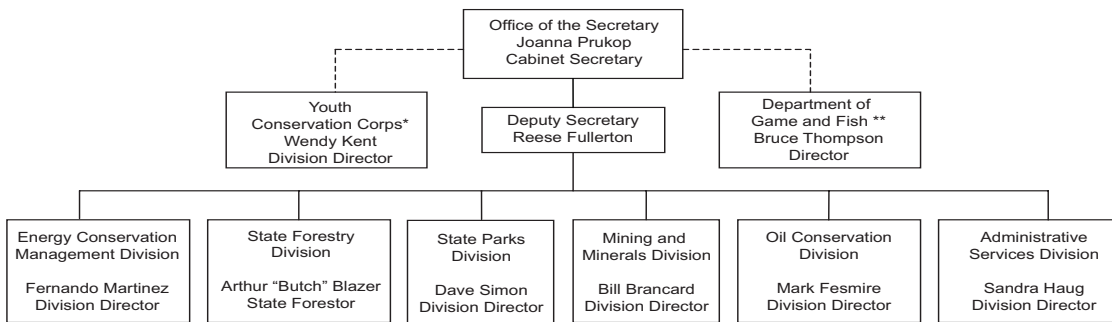 Office of the Secretary
Joanna Prukop
Cabinet Secretary
Youth
Conservation Corps*
Wendy Kent
Division Director
Deputy Secretary
Reese Fullerton
Department of
Game and Fish **
Bruce Thompson
Director
Energy Conservation
Management Division
Fernando Martinez
Division Director
State Forestry
Division
Arthur “Butch” Blazer
State Forestor
State Parks
Division
Dave Simon
Division Director
Mining and
Minerals Division
Bill Brancard
Division Director
Oil Conservation
Division
Mark Fesmire
Division Director
Administrative
Services Division
Sandra Haug
Division Director